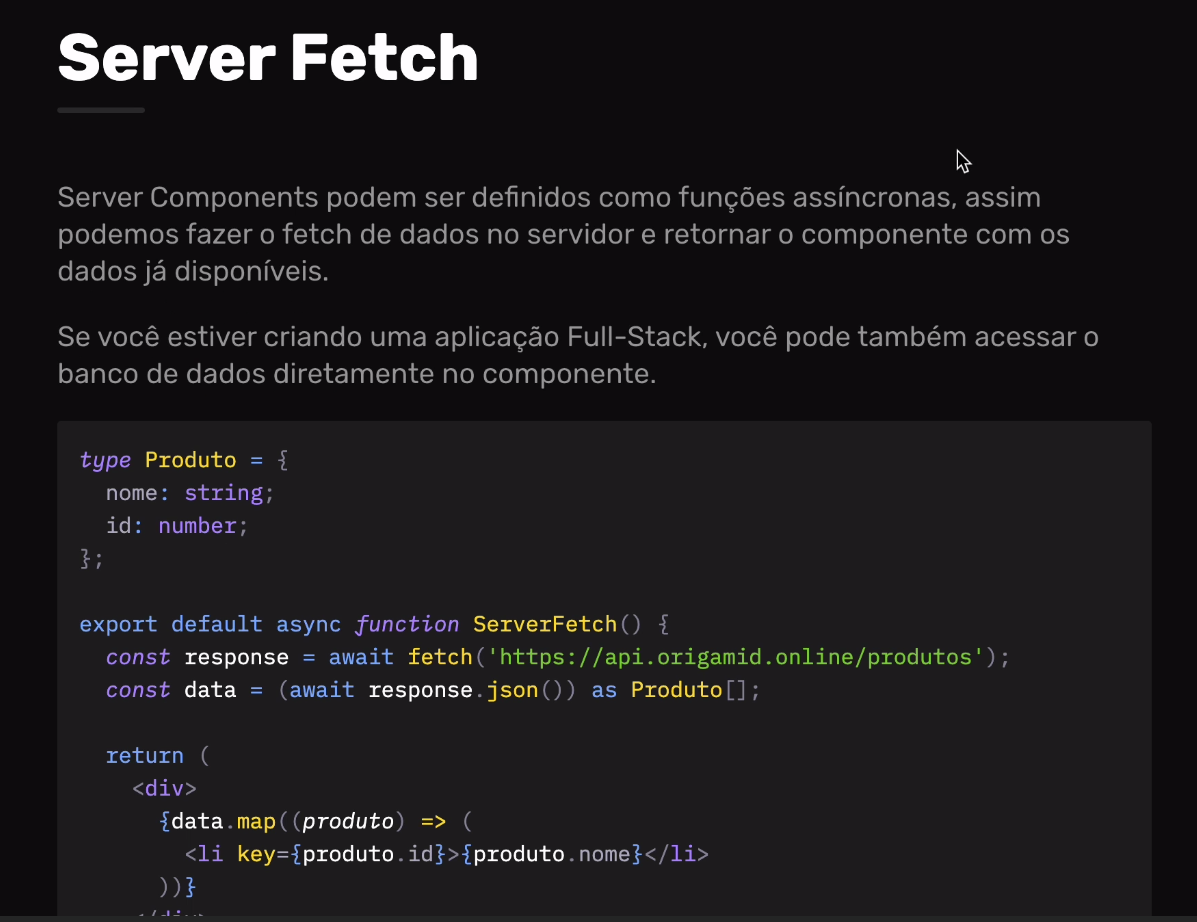 Server Fetch
Server Components podem ser definidos como funções assíncronas, assim
podemos fazer o fetch de dados no servidor e retornar o componente com os
dados já disponíveis.
Se você estiver criando uma aplicação Full-Stack, você pode também acessar o
banco de dados diretamente no componente.
type Produto = {
  nome: string;
  id: number;
};
export default async function ServerFetch() {
  const response = await fetch('https://api.origamid.online/produtos');
  const data = (await response.json()) as Produto[];
  return (
    <div>
      {data.map((produto) => (
        <li key={produto.id}>{produto.nome}</li>
      ))}
    </div>